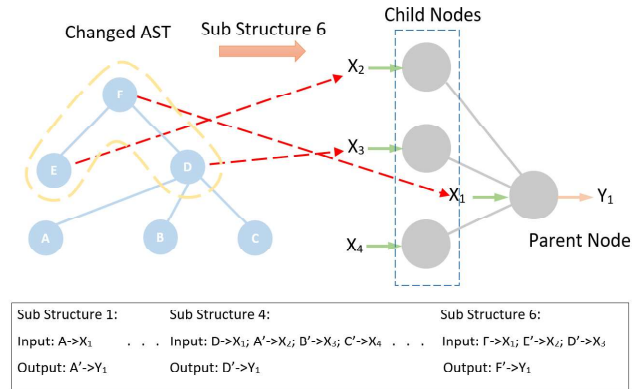 Changed AST
Sub Structure 6
Child Nodes
F
E
D
A
B
C
X₂
X₃
X₁
X₄
Y₁
Parent Node
Sub Structure 1:
Input: A->X₁
Output: A’->Y₁
. . .
Sub Structure 4:
Input: D->X₁; A’->X₂; B’->X₃; C’->X₄
Output: D’->Y₁
. . .
Sub Structure 6:
Input: F->X₁; E’->X₂; D’->X₃
Output: F’->Y₁